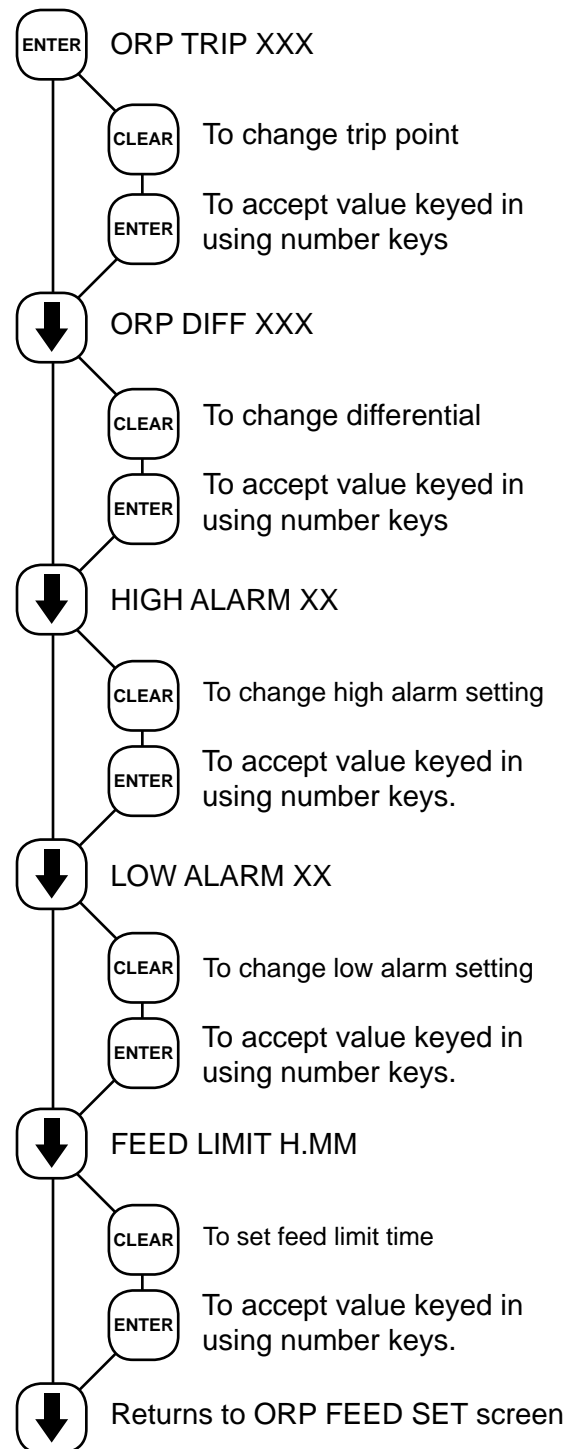 ENTER ORP TRIP XXX
CLEAR To change trip point
ENTER To accept value keyed in
using number keys
ORP DIFF XXX
CLEAR To change differential
ENTER To accept value keyed in
using number keys
HIGH ALARM XX
CLEAR To change high alarm setting
ENTER To accept value keyed in
using number keys.
LOW ALARM XX
CLEAR To change low alarm setting
ENTER To accept value keyed in
using number keys.
FEED LIMIT H.MM
CLEAR To set feed limit time
ENTER To accept value keyed in
using number keys.
Returns to ORP FEED SET screen